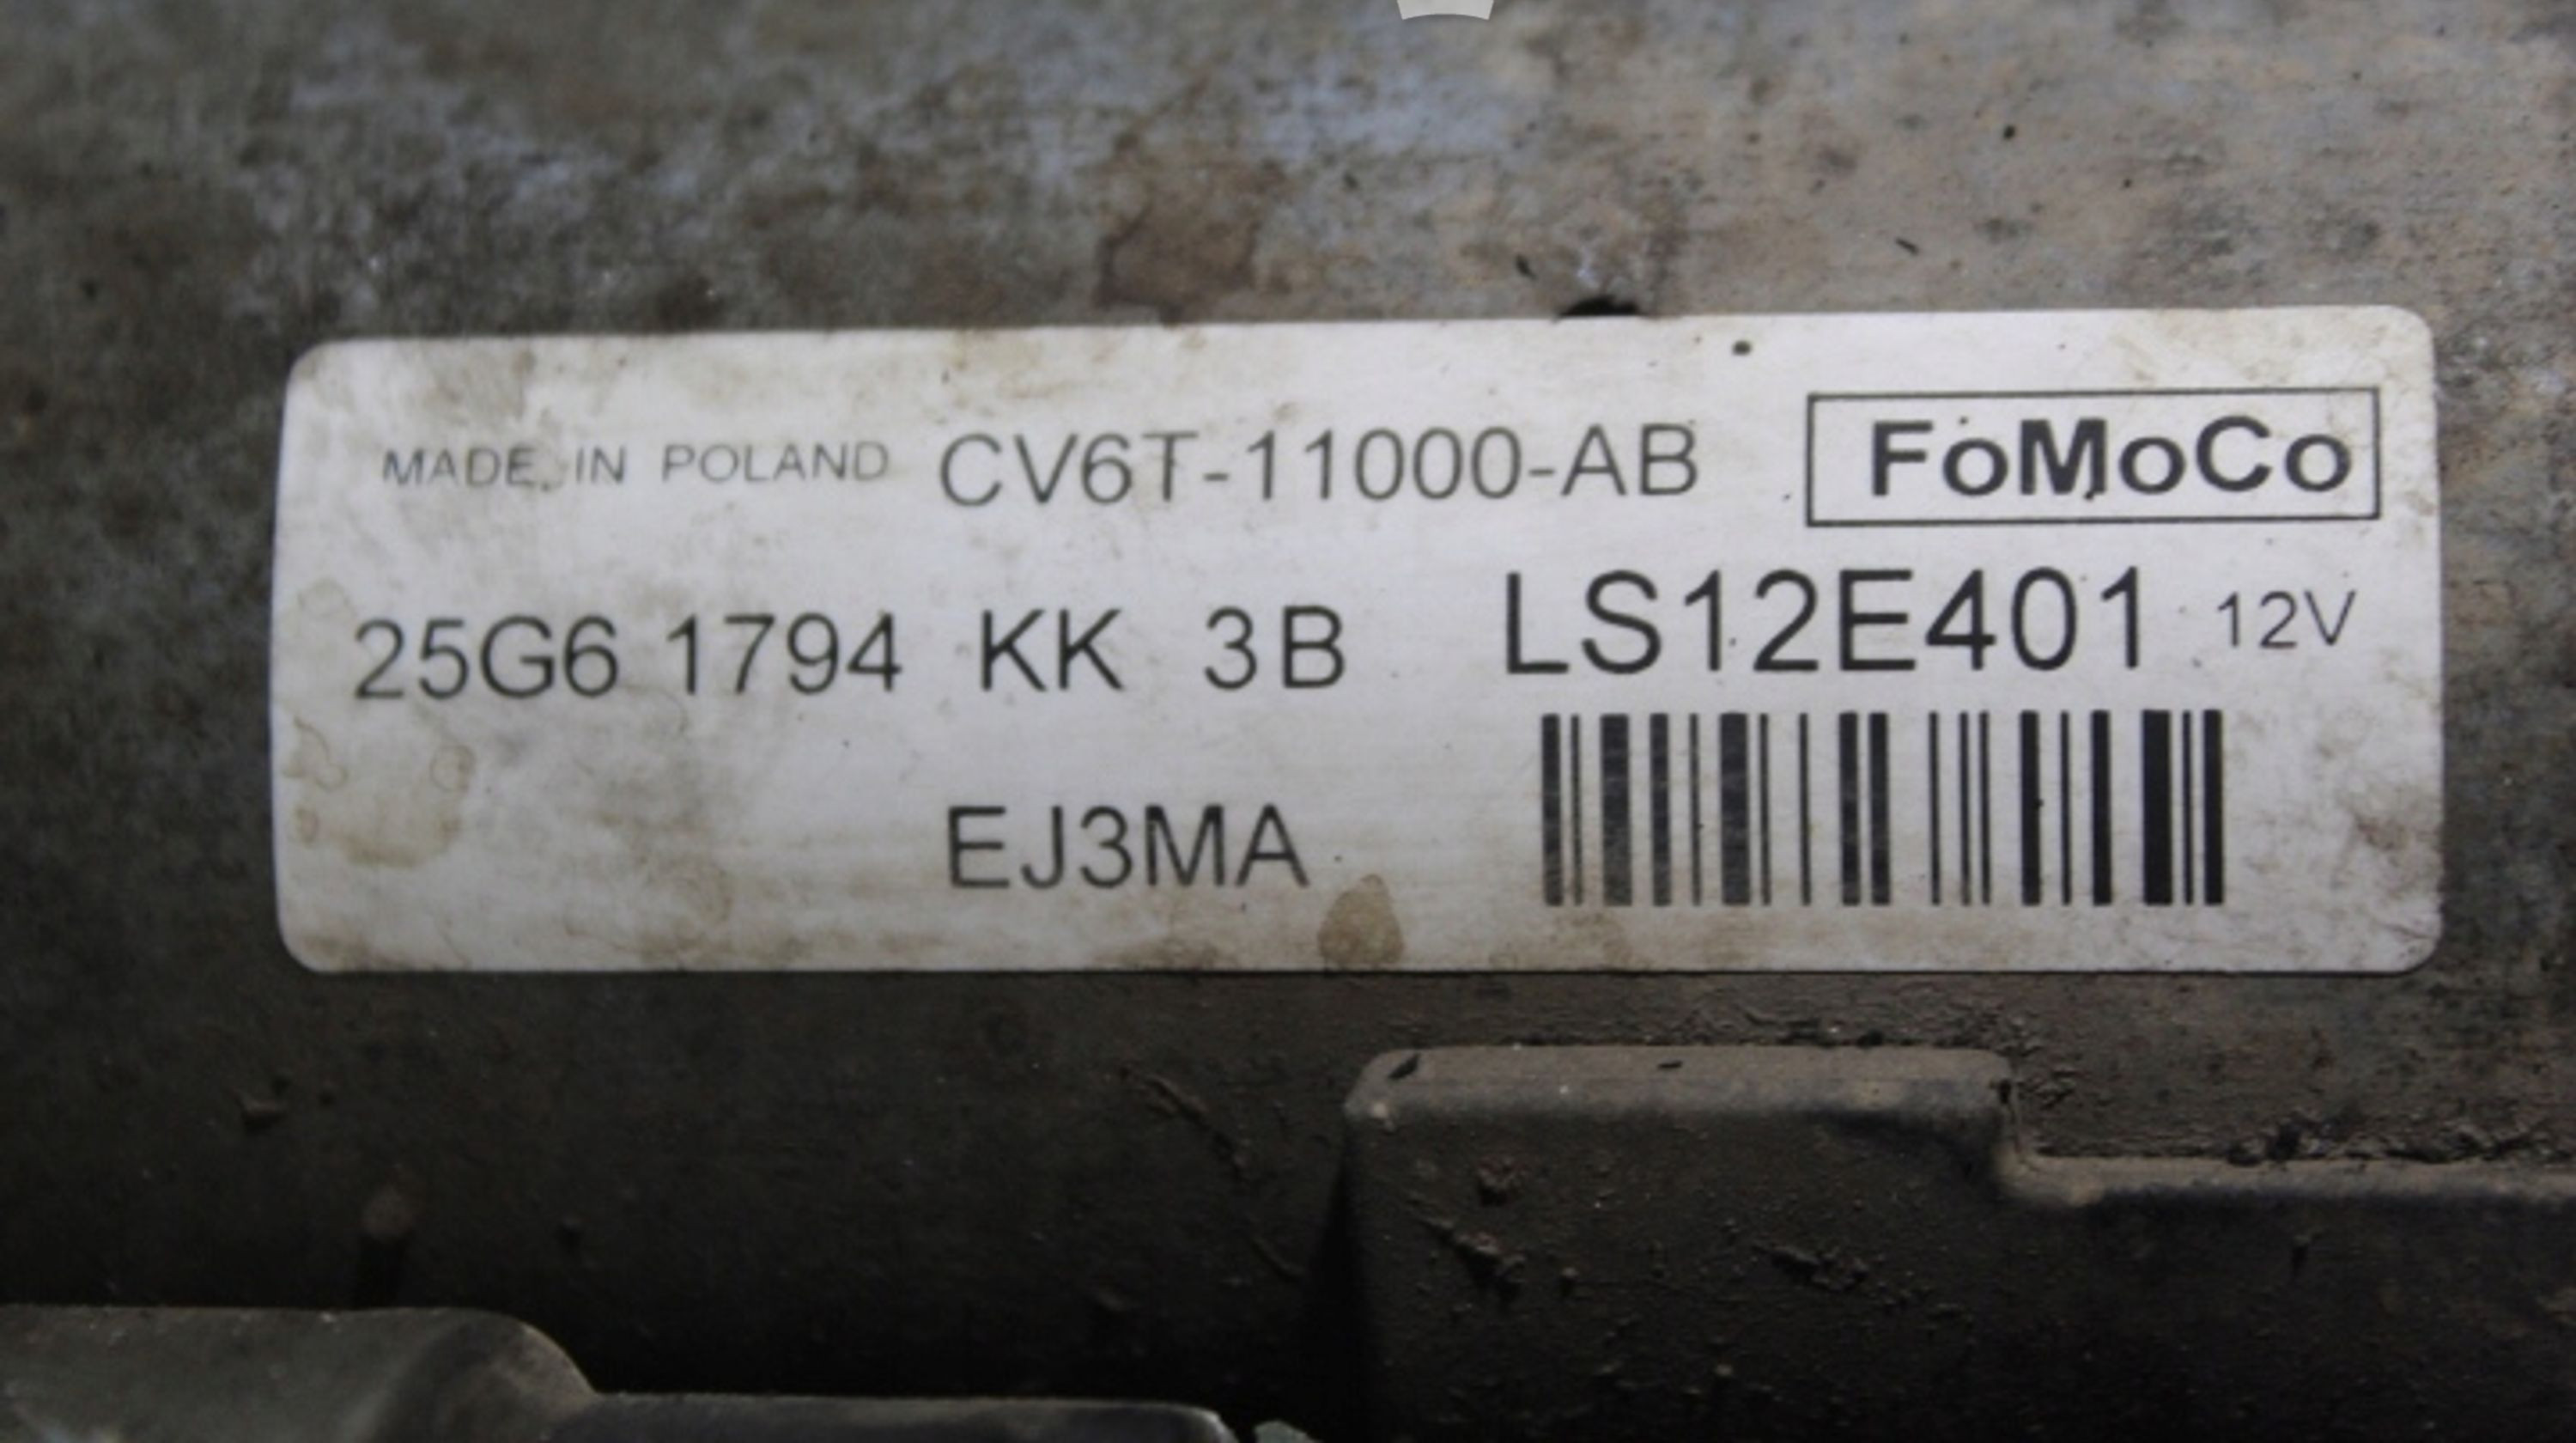 MADE IN POLAND CV6T-11000-AB FoMoCo
25G6 1794 KK 3B LS12E401 12V
EJ3MA